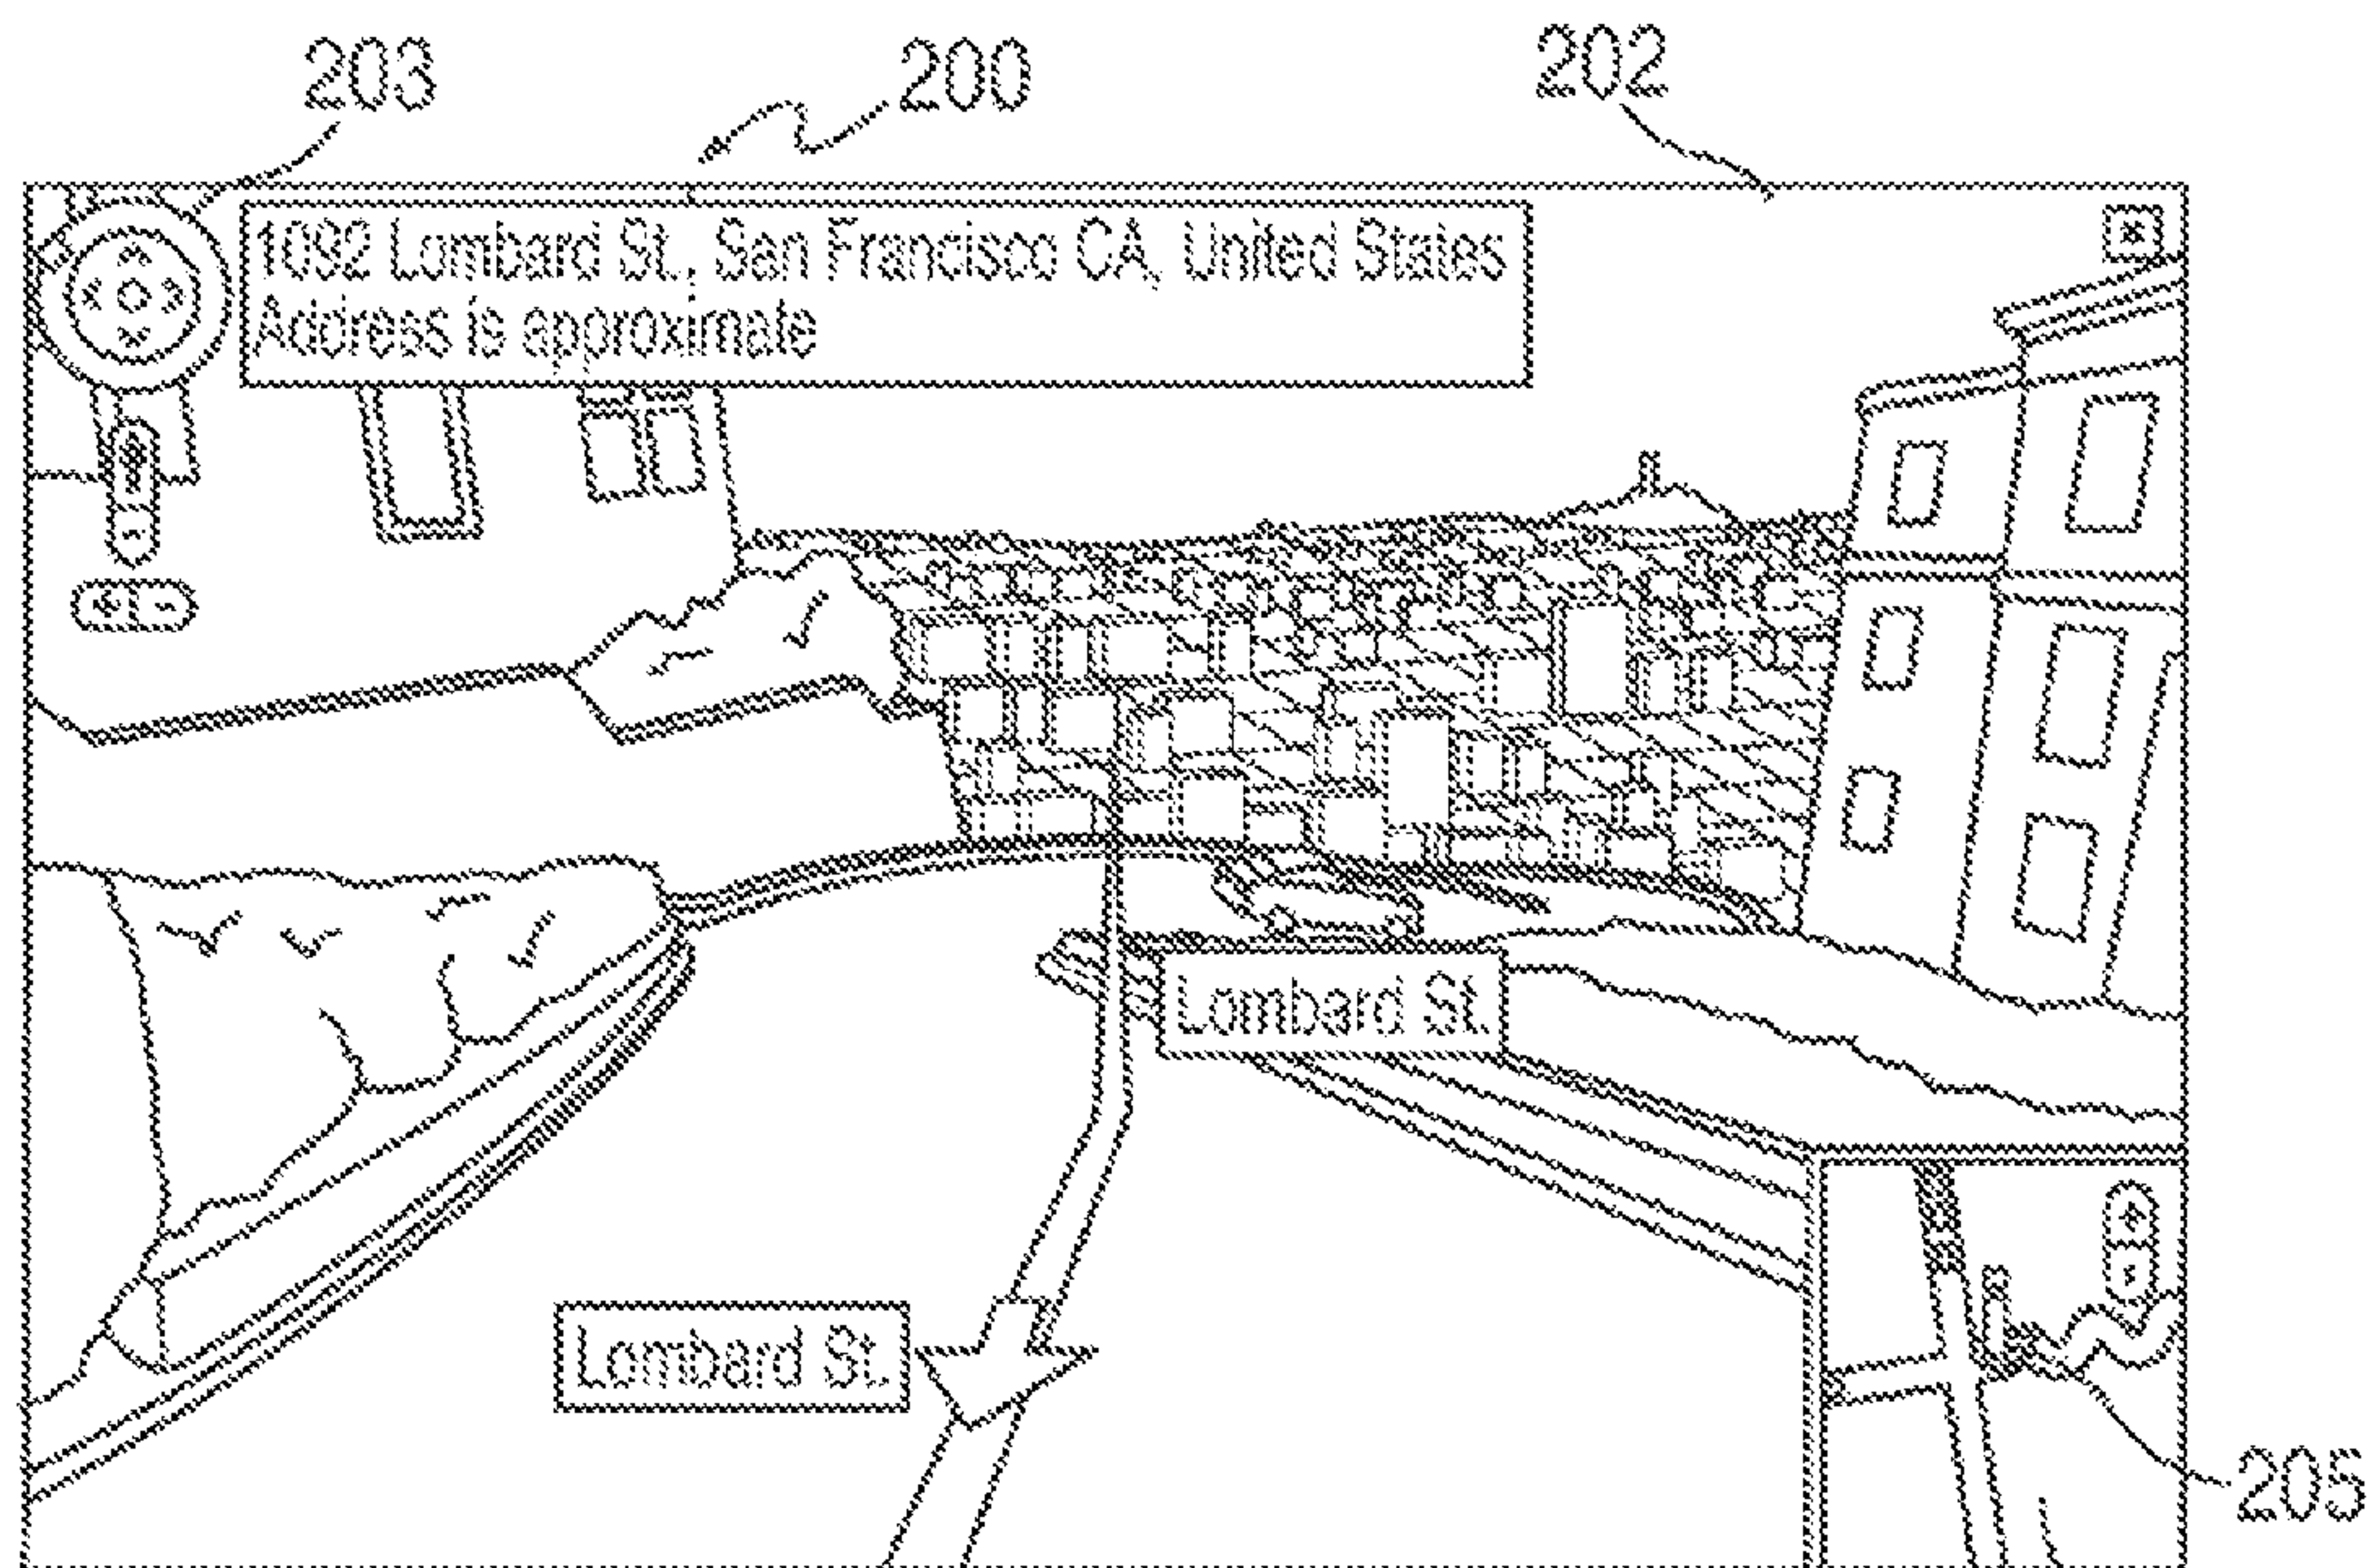 203
200
202
1092 Lombard St., San Francisco CA, United States
Address is approximate
Lombard St.
Lombard St.
205